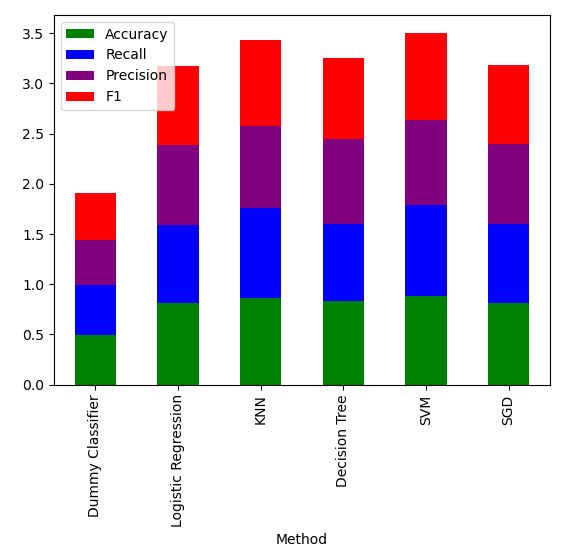 3.5
3.0
2.5
2.0
1.5
1.0
0.5
0.0
Accuracy
Recall
Precision
F1
Dummy Classifier
Logistic Regression
KNN
Decision Tree
SVM
SGD
Method